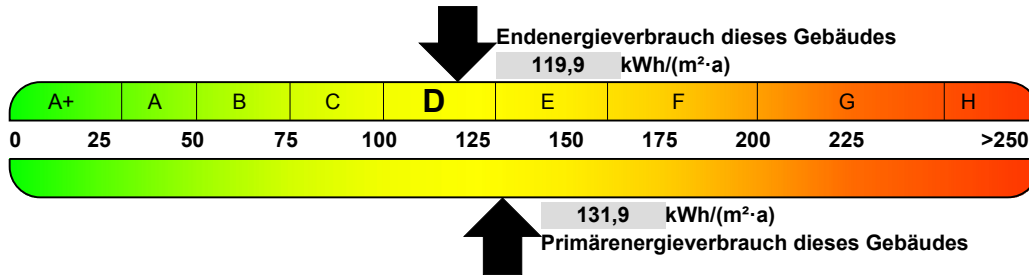 Endenergieverbrauch dieses Gebäudes
119,9 kWh/(m²·a)
A+ A B C D E F G H
0 25 50 75 100 125 150 175 200 225 >250
131,9 kWh/(m²·a)
Primärenergieverbrauch dieses Gebäudes